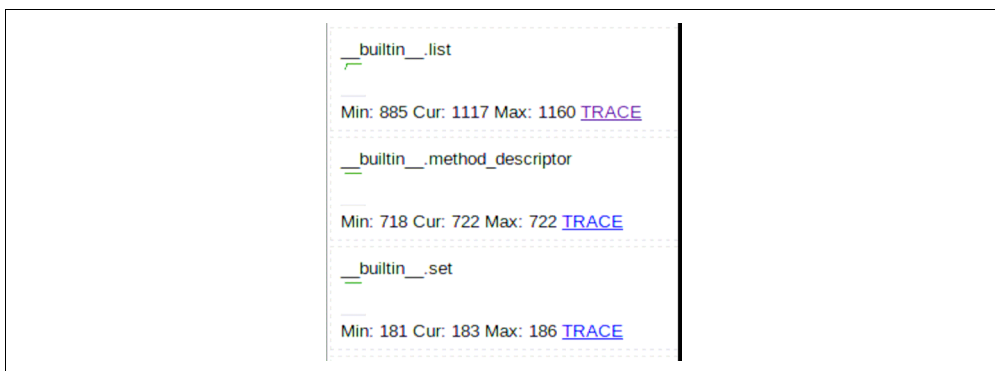 __builtin__.list
Min: 885 Cur: 1117 Max: 1160 TRACE
__builtin__.method_descriptor
Min: 718 Cur: 722 Max: 722 TRACE
__builtin__.set
Min: 181 Cur: 183 Max: 186 TRACE